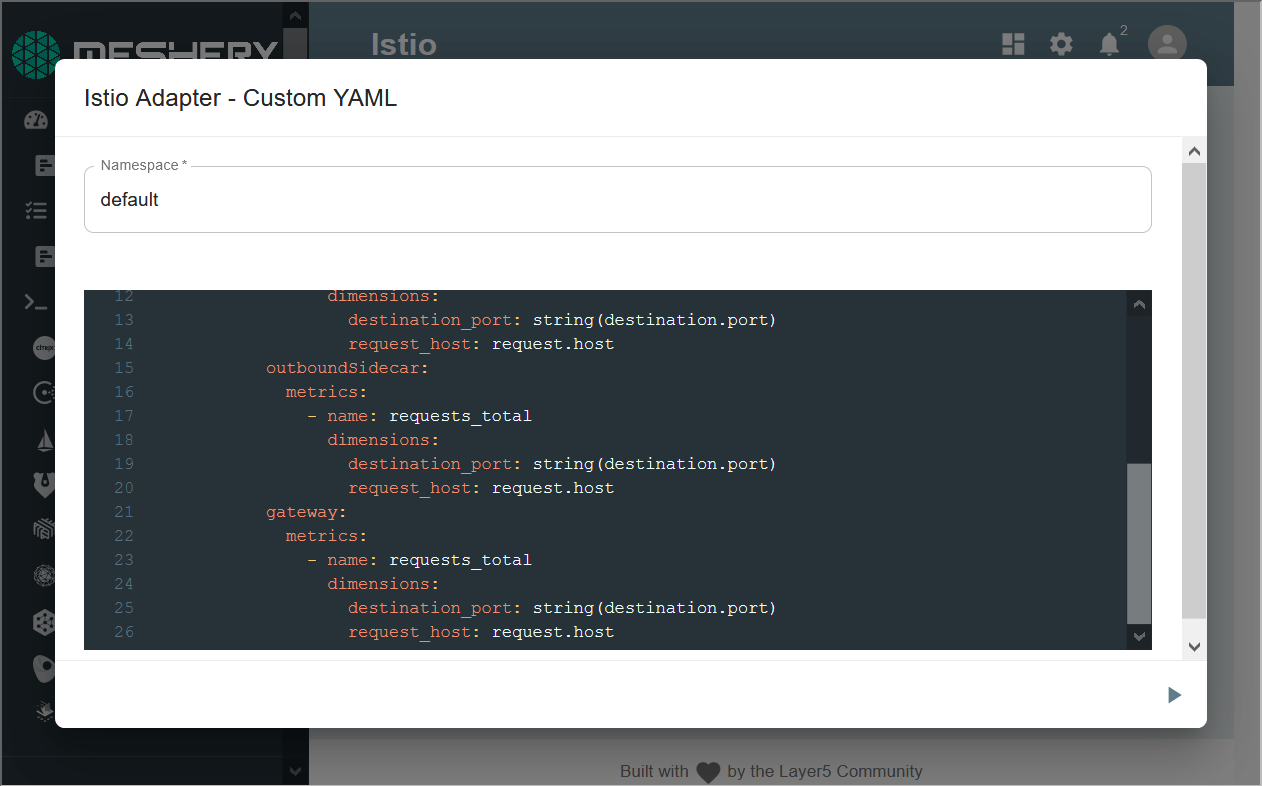 MESHERY
Istio
2
Istio Adapter - Custom YAML
Namespace *
default
12 dimensions:
13 destination_port: string(destination.port)
14 request_host: request.host
15 outboundSidecar:
16 metrics:
17 - name: requests_total
18 dimensions:
19 destination_port: string(destination.port)
20 request_host: request.host
21 gateway:
22 metrics:
23 - name: requests_total
24 dimensions:
25 destination_port: string(destination.port)
26 request_host: request.host
Built with by the Layer5 Community